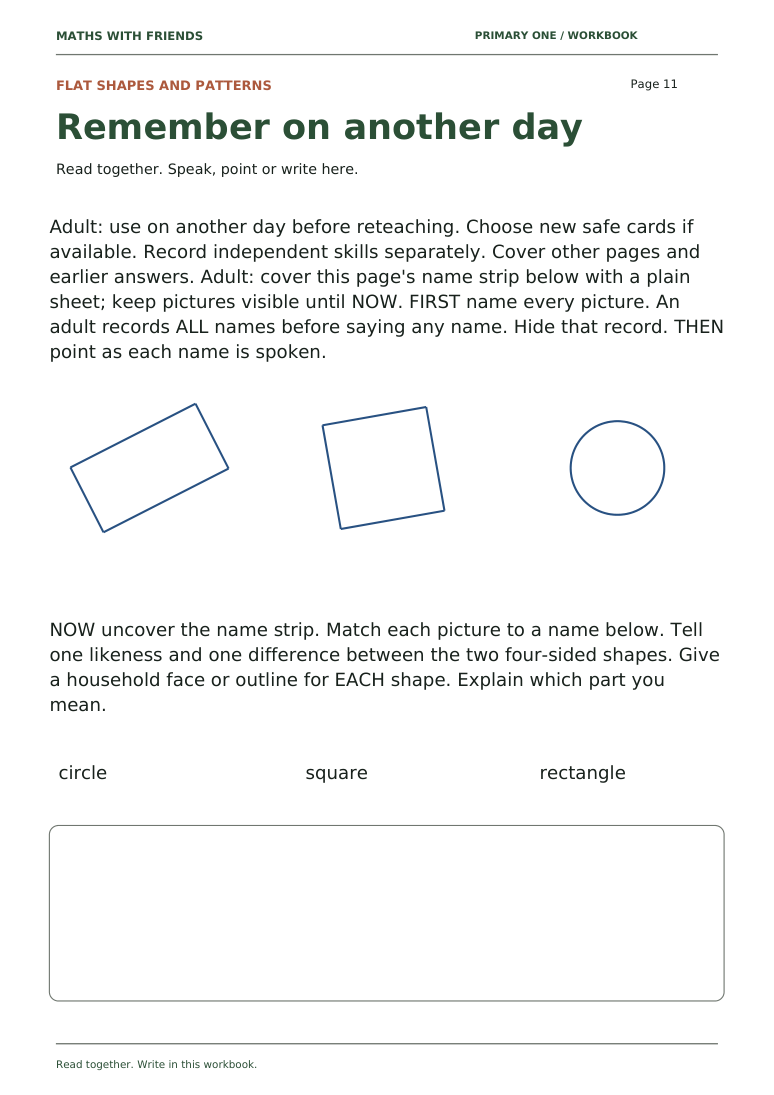 MATHS WITH FRIENDS
PRIMARY ONE / WORKBOOK
FLAT SHAPES AND PATTERNS
Page 11
Remember on another day
Read together. Speak, point or write here.
Adult: use on another day before reteaching. Choose new safe cards if
available. Record independent skills separately. Cover other pages and
earlier answers. Adult: cover this page's name strip below with a plain
sheet; keep pictures visible until NOW. FIRST name every picture. An
adult records ALL names before saying any name. Hide that record. THEN
point as each name is spoken.
NOW uncover the name strip. Match each picture to a name below. Tell
one likeness and one difference between the two four-sided shapes. Give
a household face or outline for EACH shape. Explain which part you
mean.
circle
square
rectangle
Read together. Write in this workbook.